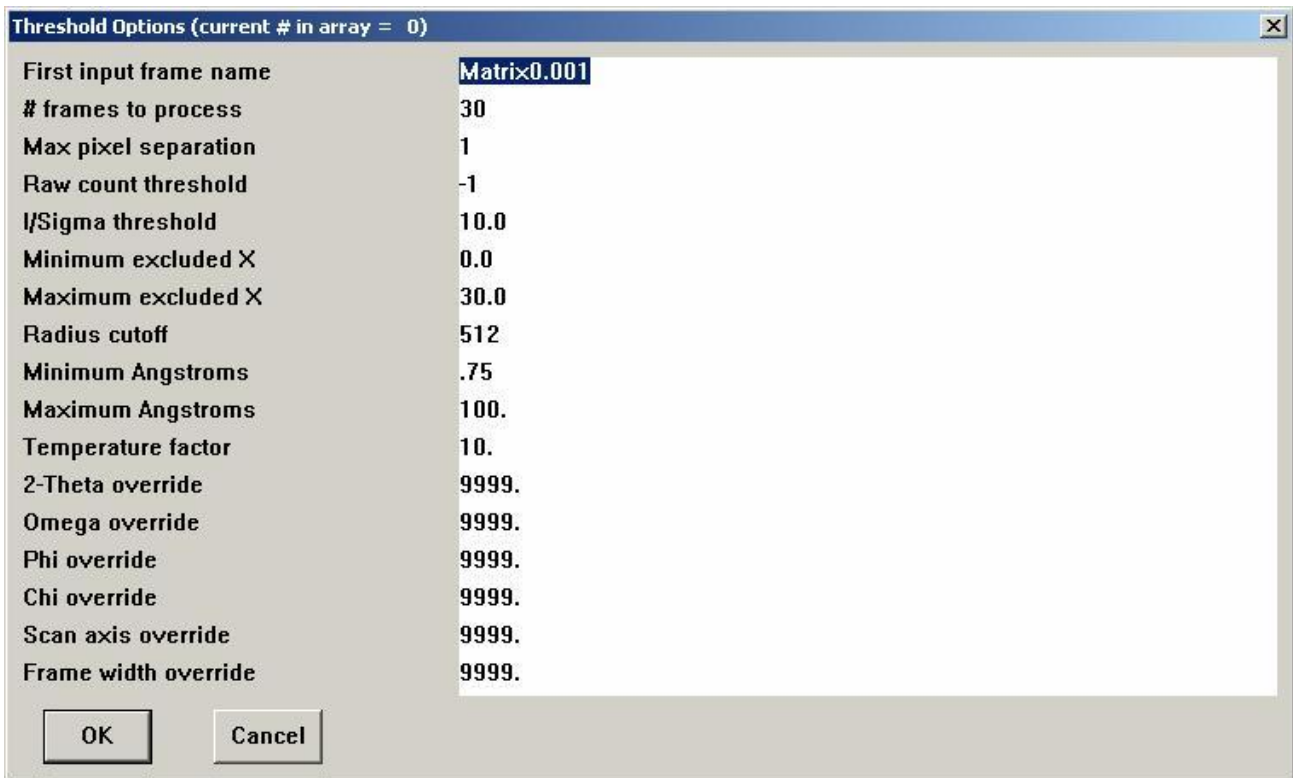 Threshold Options (current # in array =  0)
First input frame name Matrix0.001
# frames to process 30
Max pixel separation 1
Raw count threshold -1
I/Sigma threshold 10.0
Minimum excluded X 0.0
Maximum excluded X 30.0
Radius cutoff 512
Minimum Angstroms .75
Maximum Angstroms 100.
Temperature factor 10.
2-Theta override 9999.
Omega override 9999.
Phi override 9999.
Chi override 9999.
Scan axis override 9999.
Frame width override 9999.
OK Cancel